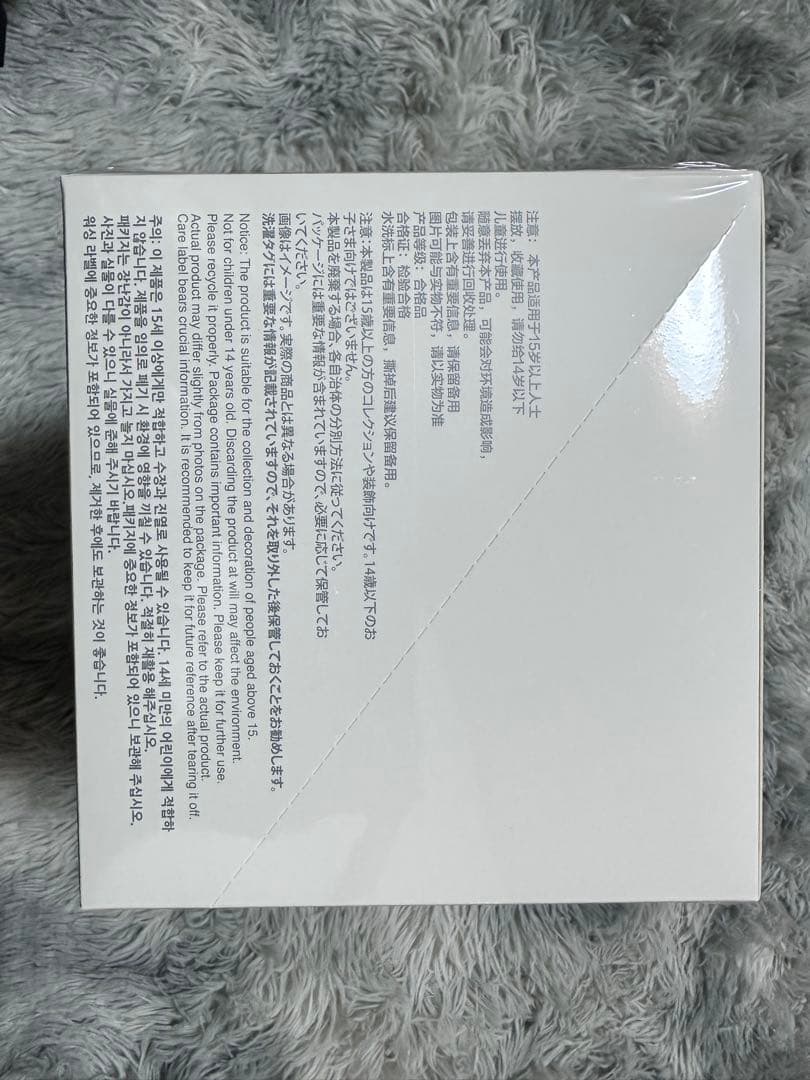 注意： 本产品适用于15岁以上人士
摆放，收藏使用，请勿给14岁以下
儿童进行使用。
随意丢弃本产品，可能会对环境造成影响，
请妥善进行回收处理。
包装上含有重要信息，请保留备用
图片可能与实物不符，请以实物为准
产品等级：合格品
合格证：检验合格
水洗标上含有重要信息，撕掉后建议保留备用。
注意:本製品は15歳以上の方のコレクションや装飾向けです。14歳以下のお
子さま向けではございません。
本製品を廃棄する場合、各自治体の分別方法に従ってください。
パッケージには重要な情報が含まれていますので、必要に応じて保管してお
いてください。
画像はイメージです。実際の商品とは異なる場合があります。
洗濯タグには重要な情報が記載されていますので、それを取り外した後保管しておくことをお勧めします。
Notice: The product is suitable for the collection and decoration of people aged above 15.
Not for children under 14 years old. Discarding the product at will may affect the environment.
Please recycle it properly. Package contains important information. Please keep it for further use.
Actual product may differ slightly from photos on the package. Please refer to the actual product.
Care label bears crucial information. It is recommended to keep it for future reference after tearing it off.
주의: 이 제품은 15세 이상에게만 적합하고 수장과 진열로 사용될 수 있습니다. 14세 미만의 어린이에게 적합하
지 않습니다. 제품을 임의로 폐기 시 환경에 영향을 끼칠 수 있습니다. 적절히 재활용 해주십시오.
패키지는 장난감이 아니라서 가지고 놀지 마십시오.패키지에 중요한 정보가 포함되어 있으니 보관해 주십시오.
사진과 실물이 다를 수 있으니 실물에 준해 주시기 바랍니다.
워싱 라벨에 중요한 정보가 포함되어 있으므로, 제거한 후에도 보관하는 것이 좋습니다.